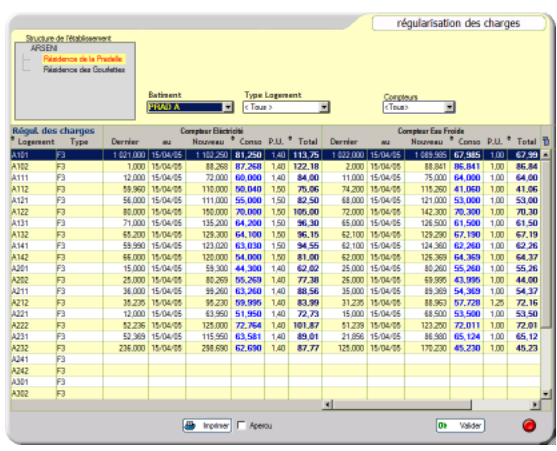 régularisation des charges
Structure de l'établissement
ARSENI
Résidence de la Pradelle
Résidence des Gourlettes
Batiment Type Logement Compteurs
PRAD A < Tous > <Tous>
Régul. des charges Compteur Eléctricité Compteur Eau Froide
Logement Type Dernier au Nouveau Conso P.U. Total Dernier au Nouveau Conso P.U. Total
A101 F3 1 021,000 15/04/05 1 102,250 81,250 1,40 113,75 1 022,000 15/04/05 1 089,985 67,985 1,00 67,99
A102 F3 1,000 15/04/05 88,268 87,268 1,40 122,18 2,000 15/04/05 88,841 86,841 1,00 86,84
A111 F3 12,000 15/04/05 72,000 60,000 1,40 84,00 11,000 15/04/05 75,000 64,000 1,00 64,00
A112 F3 59,960 15/04/05 110,000 50,040 1,50 75,06 74,200 15/04/05 115,260 41,060 1,00 41,06
A121 F3 56,000 15/04/05 111,000 55,000 1,50 82,50 68,000 15/04/05 121,000 53,000 1,00 53,00
A122 F3 80,000 15/04/05 150,000 70,000 1,50 105,00 72,000 15/04/05 142,300 70,300 1,00 70,30
A131 F3 71,000 15/04/05 135,200 64,200 1,50 96,30 65,000 15/04/05 126,500 61,500 1,00 61,50
A132 F3 65,200 15/04/05 129,300 64,100 1,50 96,15 62,100 15/04/05 129,290 67,190 1,00 67,19
A141 F3 59,990 15/04/05 123,020 63,030 1,50 94,55 62,100 15/04/05 124,360 62,260 1,00 62,26
A142 F3 66,000 15/04/05 120,000 54,000 1,50 81,00 62,000 15/04/05 126,369 64,369 1,00 64,37
A201 F3 15,000 15/04/05 59,300 44,300 1,40 62,02 25,000 15/04/05 80,260 55,260 1,00 55,26
A202 F3 25,000 15/04/05 80,269 55,269 1,40 77,38 26,000 15/04/05 69,995 43,995 1,00 44,00
A211 F3 36,000 15/04/05 99,260 63,260 1,40 88,56 35,000 15/04/05 89,369 54,369 1,00 54,37
A212 F3 35,235 15/04/05 95,230 59,995 1,40 83,99 31,235 15/04/05 88,963 57,728 1,25 72,16
A221 F3 12,000 15/04/05 63,950 51,950 1,40 72,73 15,000 15/04/05 68,500 53,500 1,00 53,50
A222 F3 52,236 15/04/05 125,000 72,764 1,40 101,87 51,239 15/04/05 123,250 72,011 1,00 72,01
A231 F3 52,369 15/04/05 115,950 63,581 1,40 89,01 21,856 15/04/05 86,980 65,124 1,00 65,12
A232 F3 236,000 15/04/05 298,690 62,690 1,40 87,77 125,000 15/04/05 170,230 45,230 1,00 45,23
A241 F3
A242 F3
A301 F3
A302 F3
Imprimer Apercu Valider